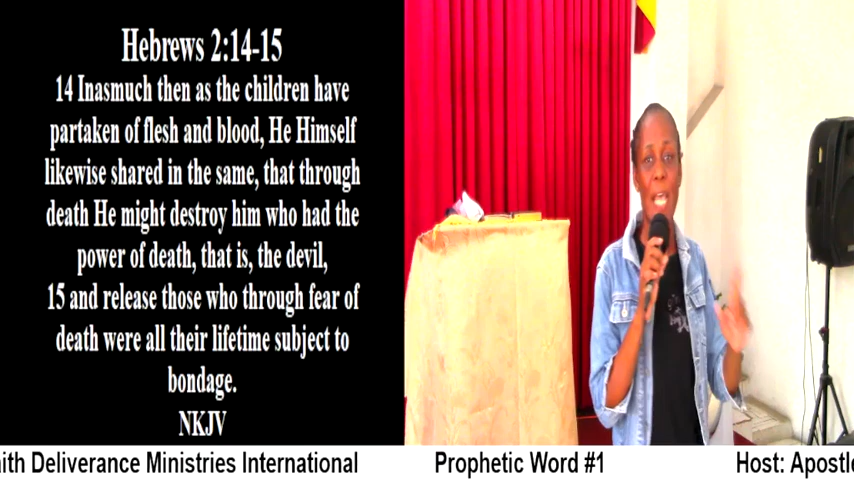 Hebrews 2:14-15
14 Inasmuch then as the children have
partaken of flesh and blood, He Himself
likewise shared in the same, that through
death He might destroy him who had the
power of death, that is, the devil,
15 and release those who through fear of
death were all their lifetime subject to
bondage.
NKJV
Deliverance Ministries International Prophetic Word #1 Host: